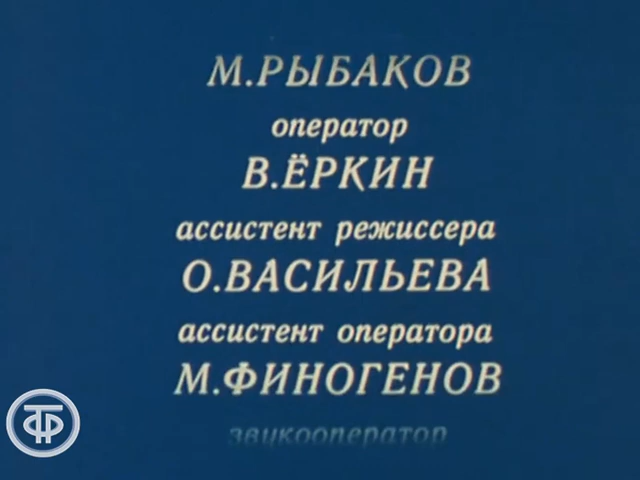 М.РЫБАКОВ
оператор
В.ЁРКИН
ассистент режиссера
О.ВАСИЛЬЕВА
ассистент оператора
М.ФИНОГЕНОВ
звукооператор